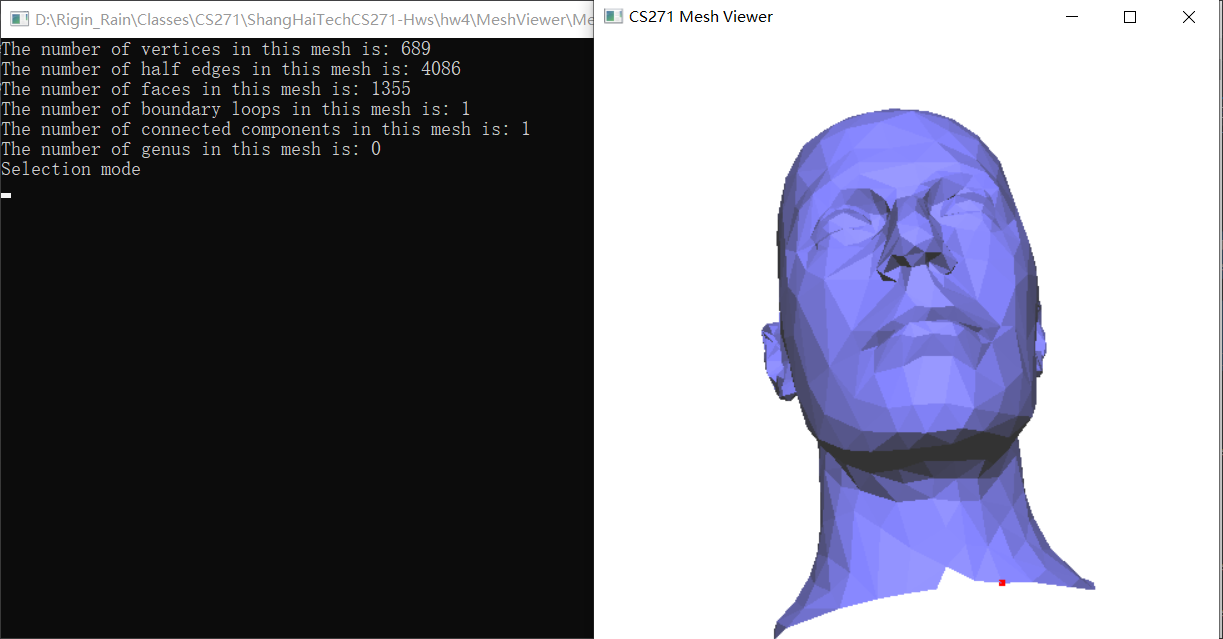 D:\Rigin_Rain\Classes\CS271\ShangHaiTechCS271-Hws\hw4\MeshViewer\Me
CS271 Mesh Viewer
The number of vertices in this mesh is: 689
The number of half edges in this mesh is: 4086
The number of faces in this mesh is: 1355
The number of boundary loops in this mesh is: 1
The number of connected components in this mesh is: 1
The number of genus in this mesh is: 0
Selection mode